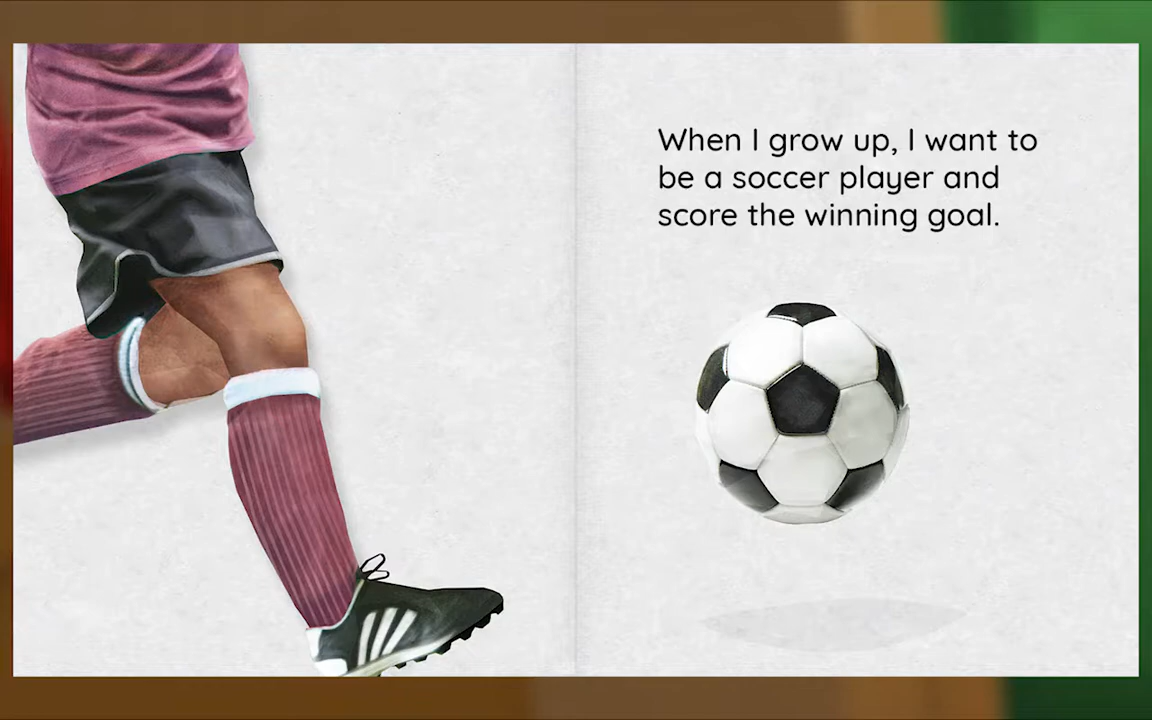 When I grow up, I want to
be a soccer player and
score the winning goal.